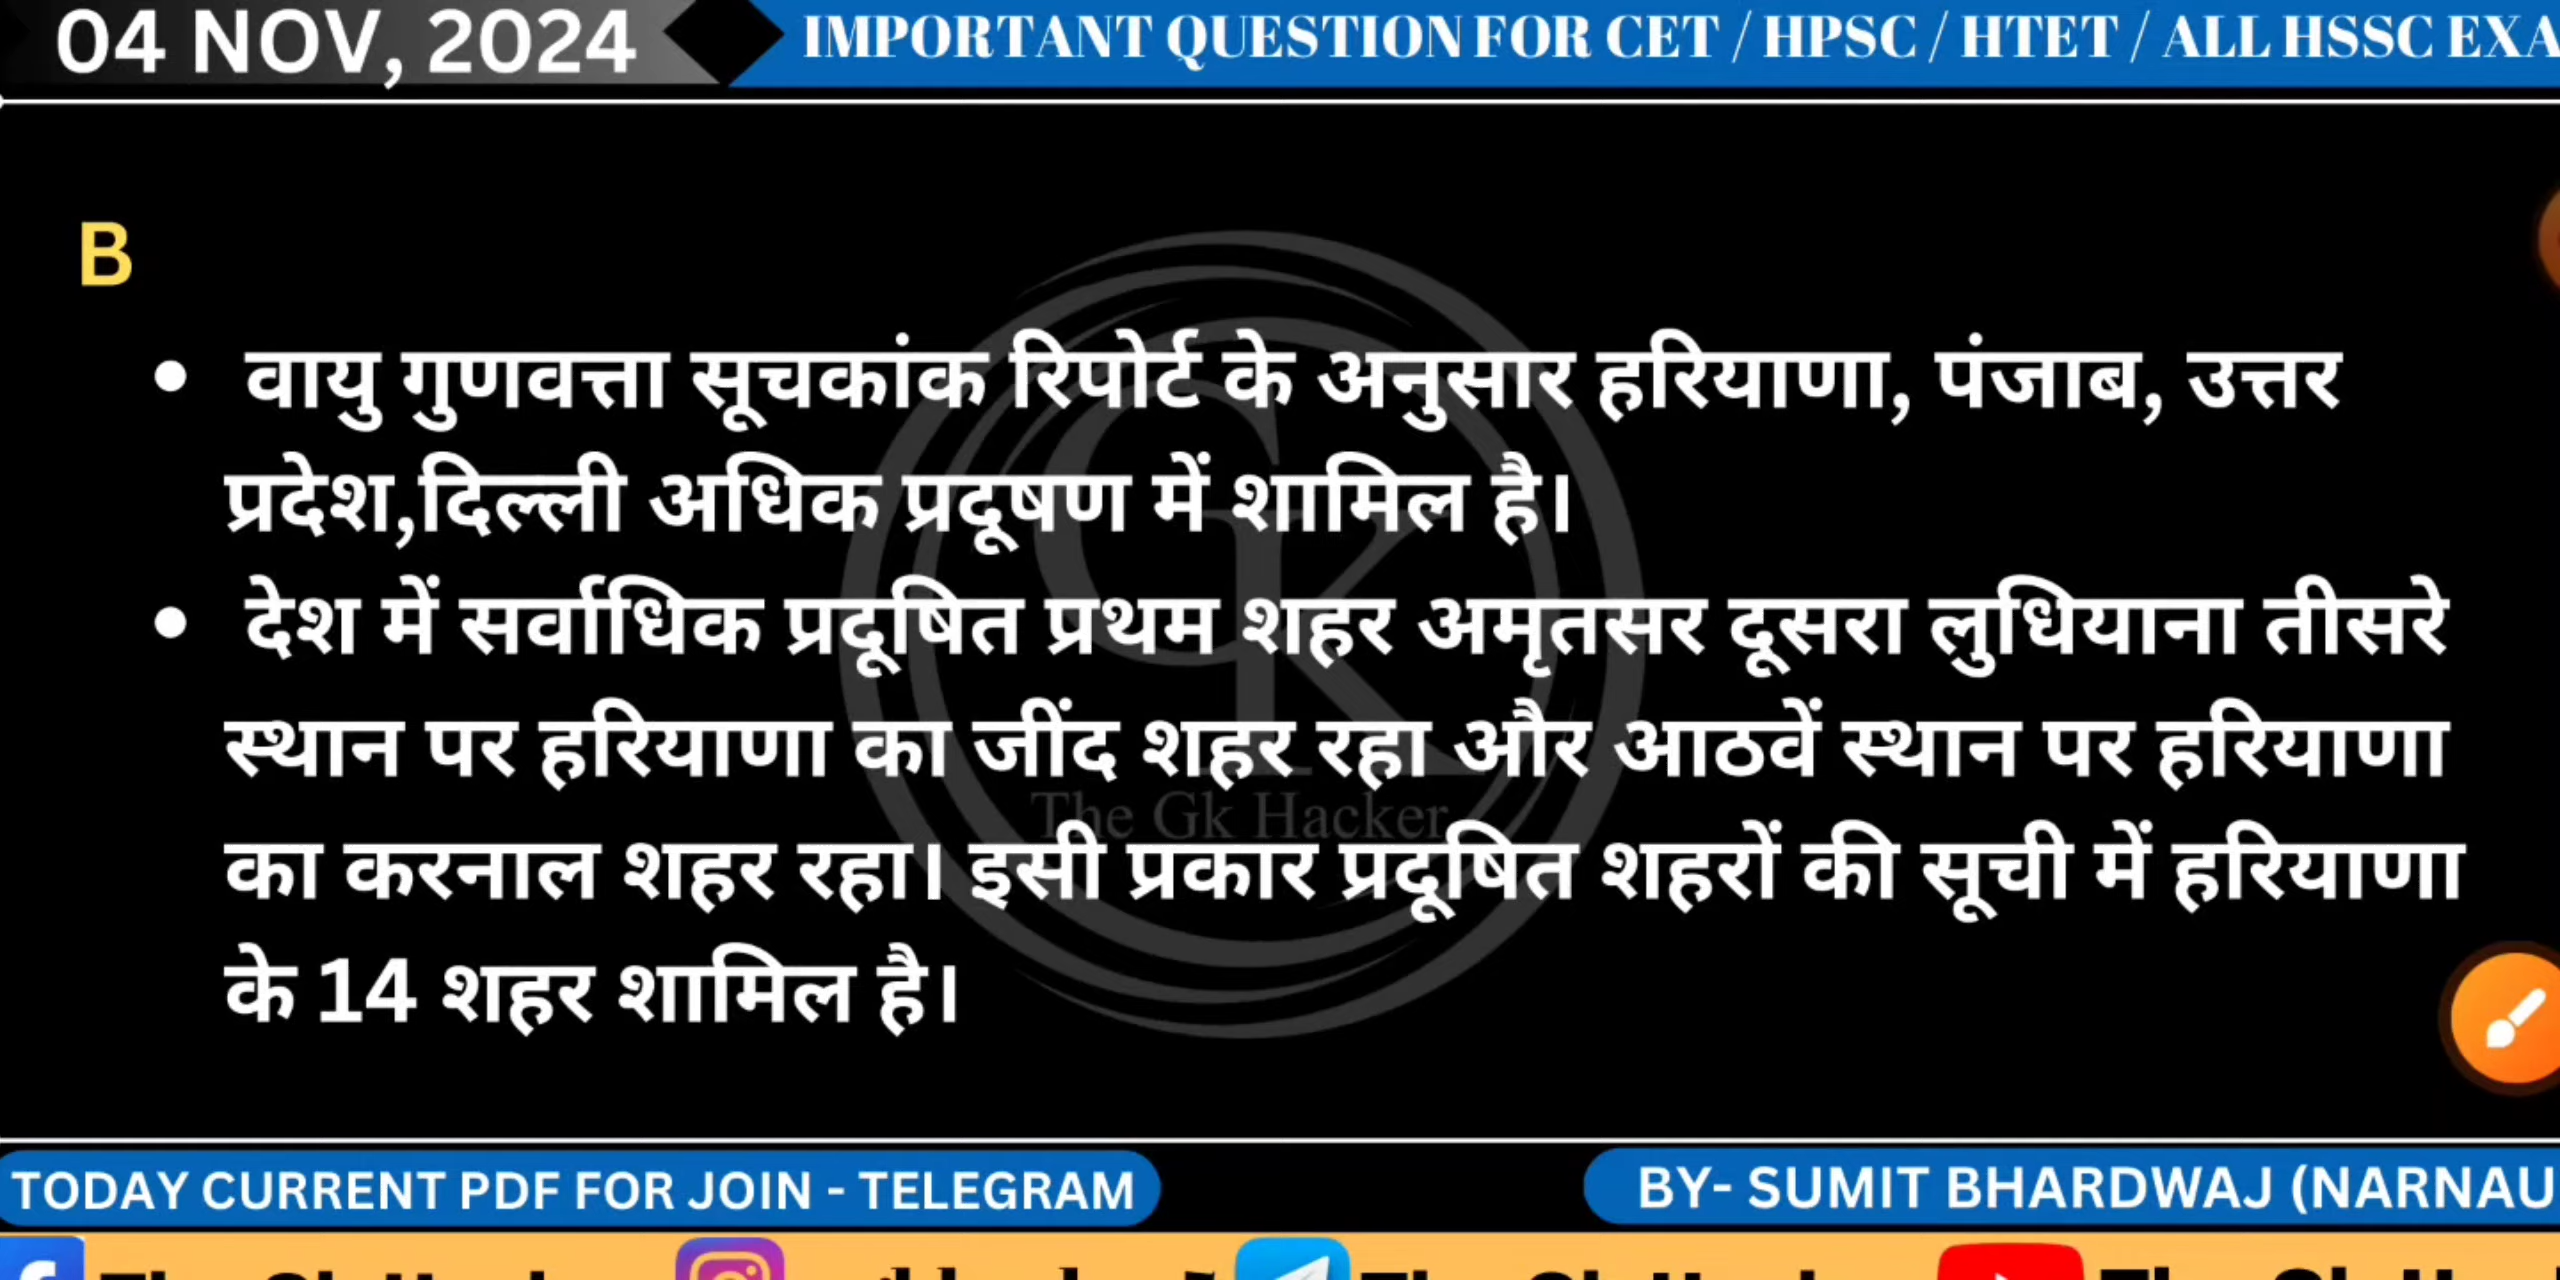 04 NOV, 2024
IMPORTANT QUESTION FOR CET / HPSC / HTET / ALL HSSC
B
• वायु गुणवत्ता सूचकांक रिपोर्ट के अनुसार हरियाणा, पंजाब, उत्तर
प्रदेश,दिल्ली अधिक प्रदूषण में शामिल है।
• देश में सर्वाधिक प्रदूषित प्रथम शहर अमृतसर दूसरा लुधियाना तीसरे
स्थान पर हरियाणा का जींद शहर रहा और आठवें स्थान पर हरियाणा
The Gk Hacker
का करनाल शहर रहा। इसी प्रकार प्रदूषित शहरों की सूची में हरियाणा
के 14 शहर शामिल है।
TODAY CURRENT PDF FOR JOIN - TELEGRAM
BY- SUMIT BHARDWAJ